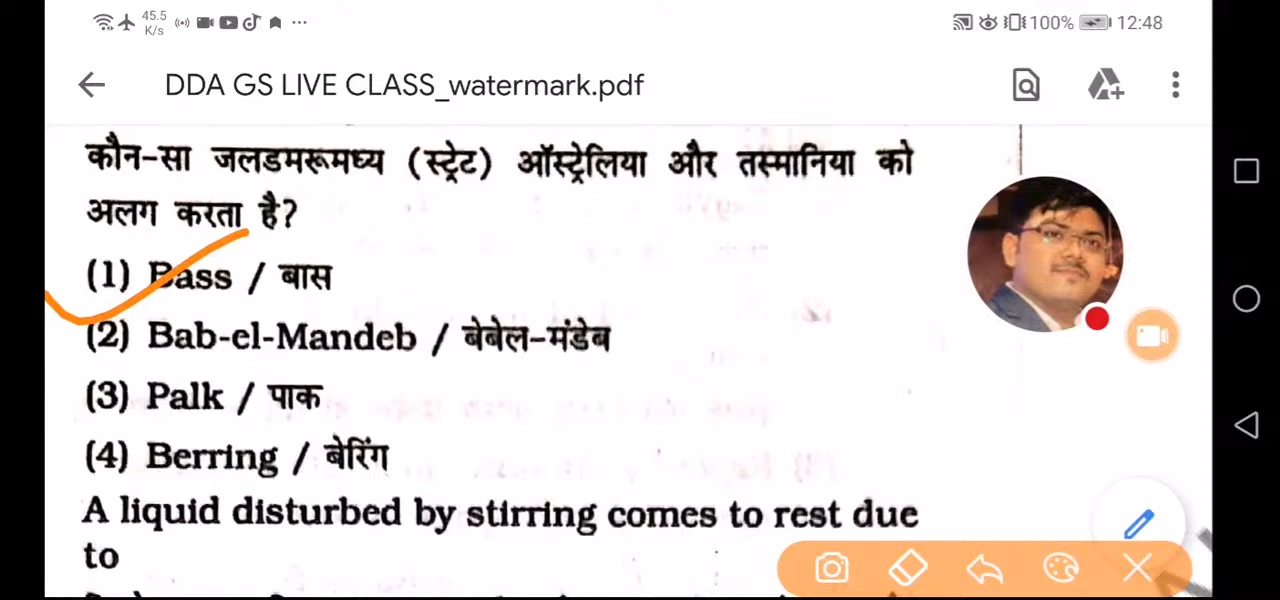 45.5 K/s
100%
12:48
DDA GS LIVE CLASS_watermark.pdf
कौन-सा जलडमरूमध्य (स्ट्रेट) ऑस्ट्रेलिया और तस्मानिया को
अलग करता है?
(1) Bass / बास
(2) Bab-el-Mandeb / बेबेल-मंडेब
(3) Palk / पाक
(4) Berring / बेरिंग
A liquid disturbed by stirring comes to rest due
to